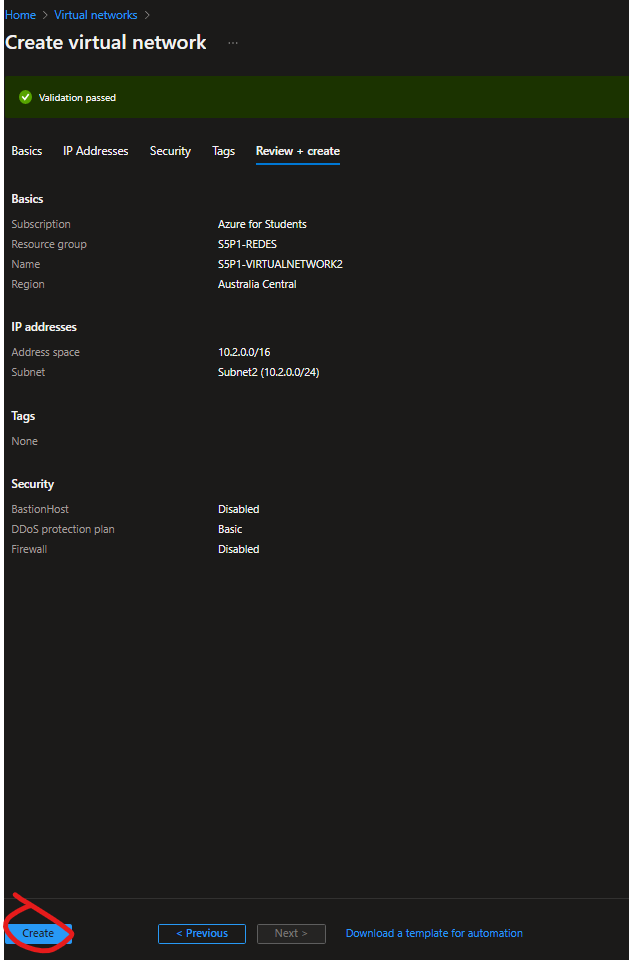 Home > Virtual networks >
Create virtual network ...
Validation passed
Basics IP Addresses Security Tags Review + create
Basics
Subscription Azure for Students
Resource group S5P1-REDES
Name S5P1-VIRTUALNETWORK2
Region Australia Central
IP addresses
Address space 10.2.0.0/16
Subnet Subnet2 (10.2.0.0/24)
Tags
None
Security
BastionHost Disabled
DDoS protection plan Basic
Firewall Disabled
Create < Previous Next > Download a template for automation